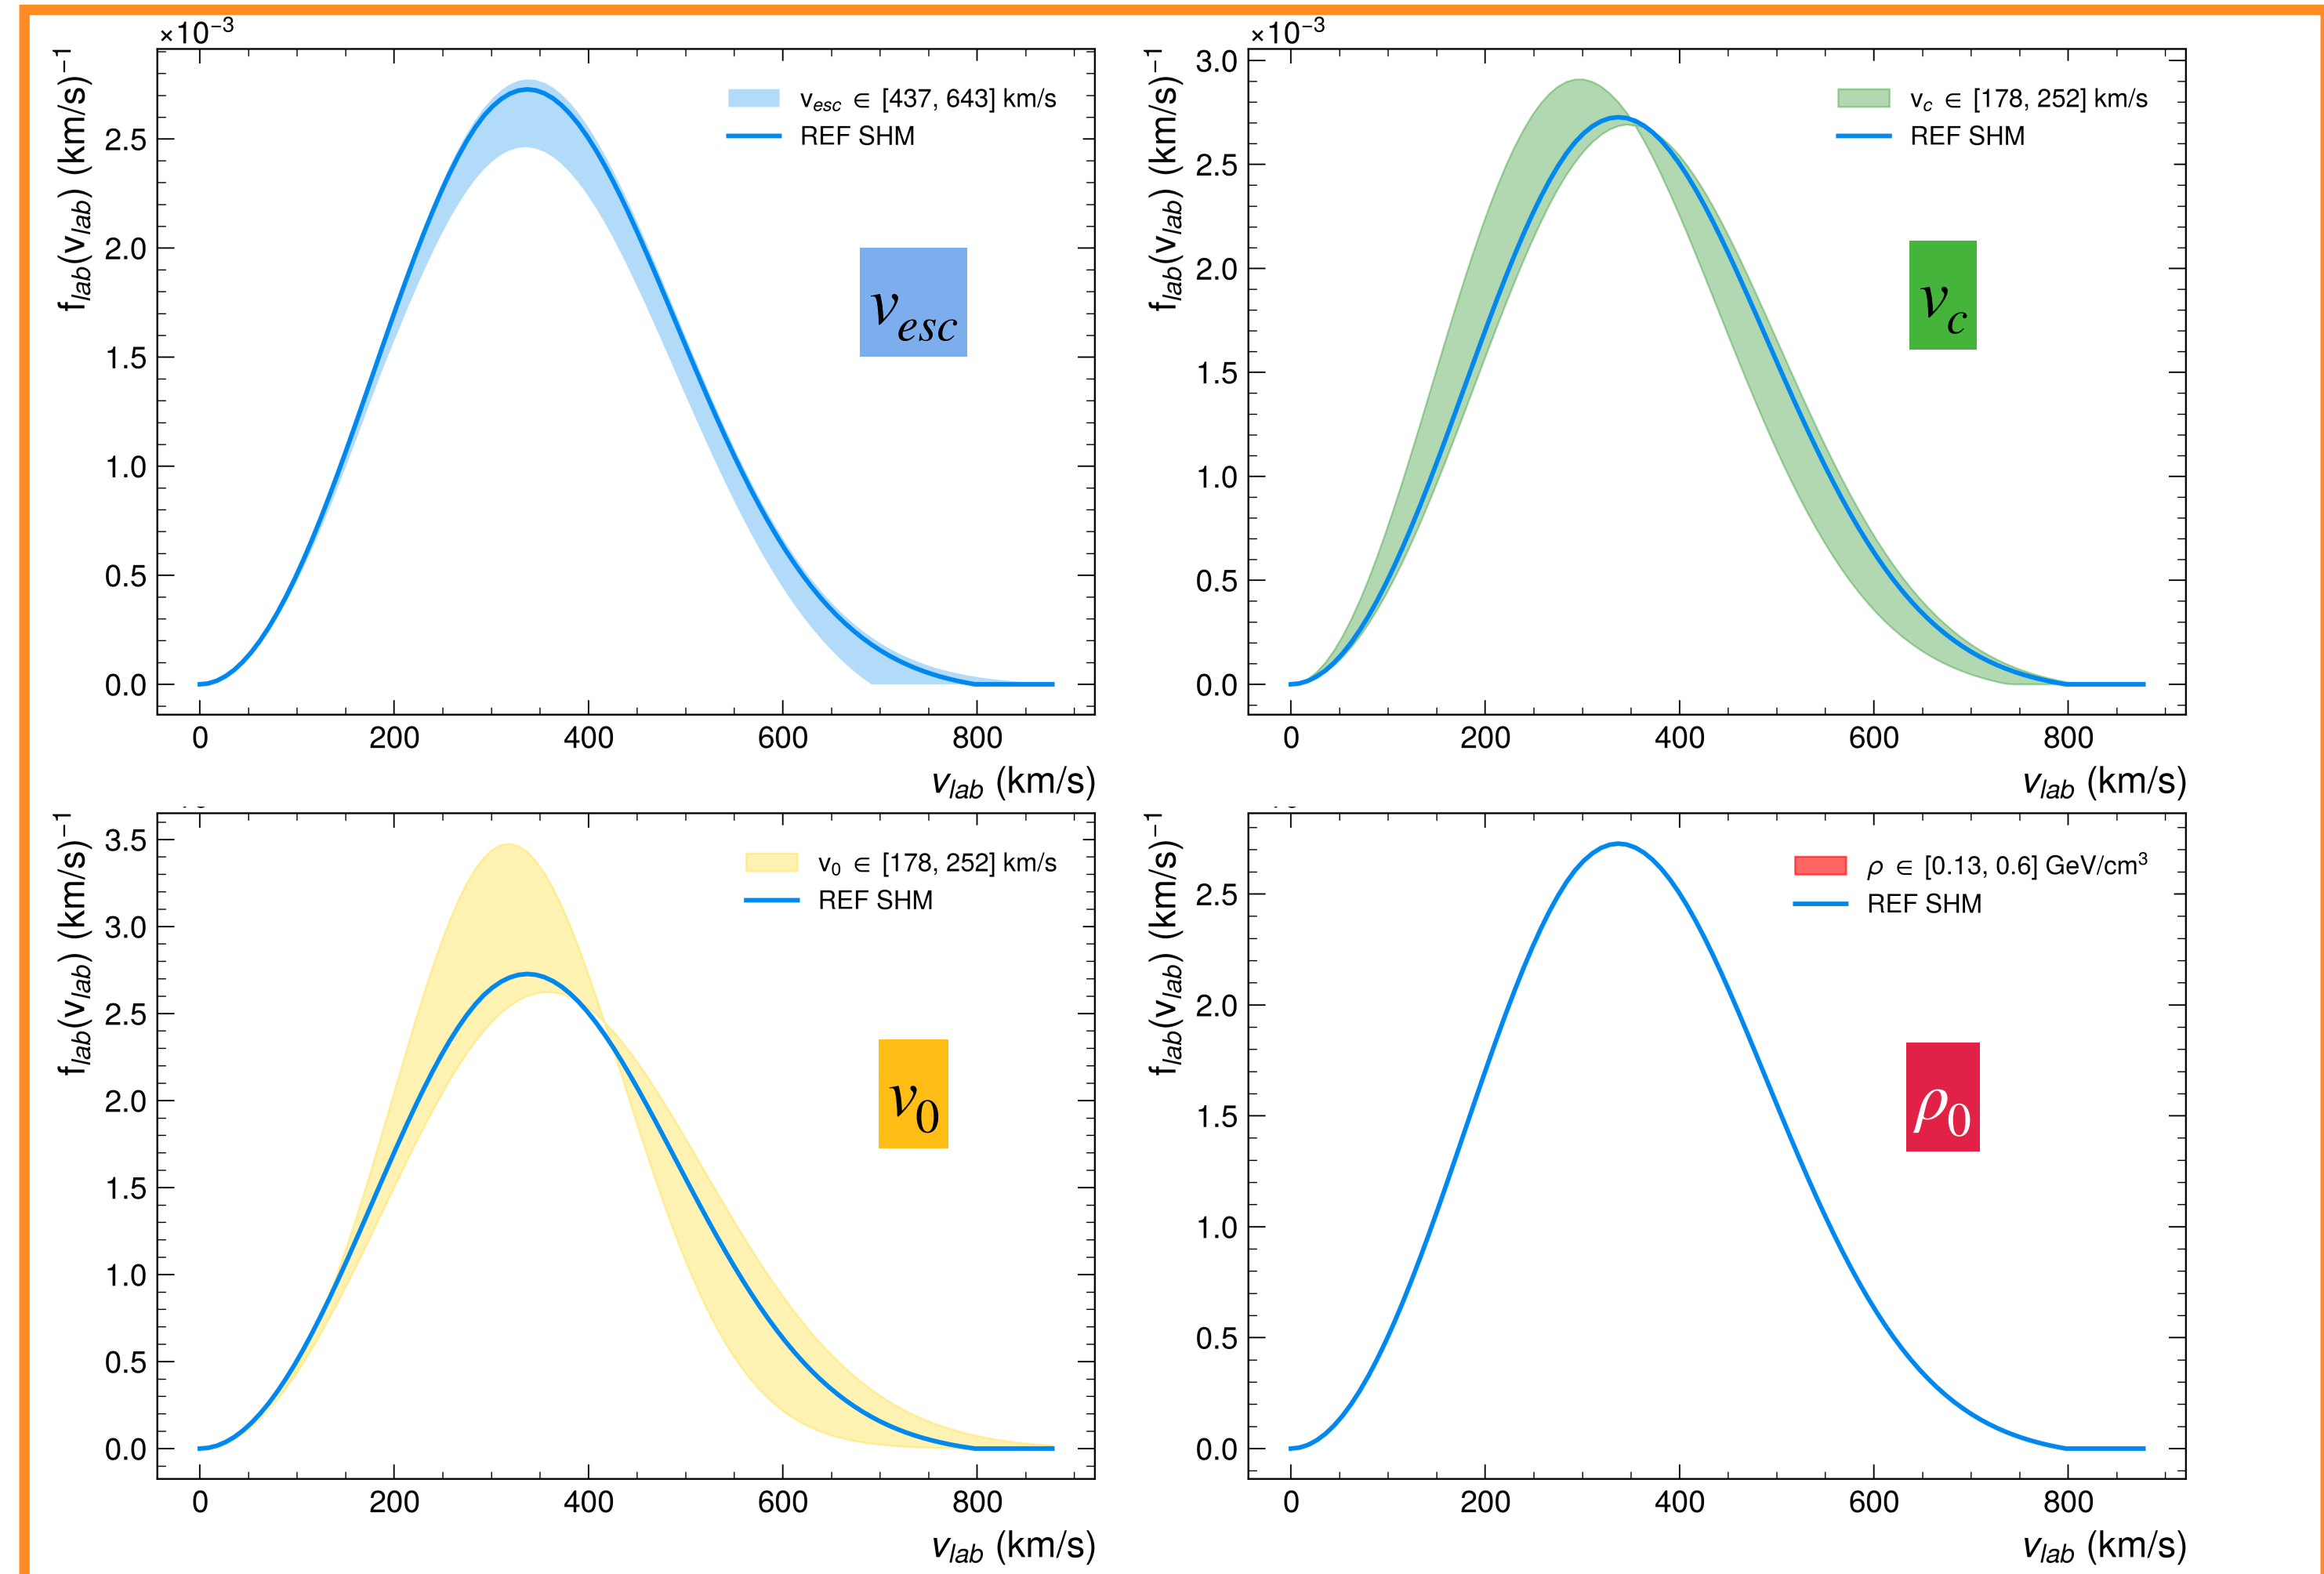 ×10⁻³
f_lab(v_lab) (km/s)⁻¹
v_esc ∈ [437, 643] km/s
REF SHM
v_esc
2.5
2.0
1.5
1.0
0.5
0.0
0 200 400 600 800
v_lab (km/s)
×10⁻³
f_lab(v_lab) (km/s)⁻¹
v_c ∈ [178, 252] km/s
REF SHM
v_c
3.0
2.5
2.0
1.5
1.0
0.5
0.0
0 200 400 600 800
v_lab (km/s)
f_lab(v_lab) (km/s)⁻¹
v₀ ∈ [178, 252] km/s
REF SHM
v₀
3.5
3.0
2.5
2.0
1.5
1.0
0.5
0.0
0 200 400 600 800
v_lab (km/s)
f_lab(v_lab) (km/s)⁻¹
ρ ∈ [0.13, 0.6] GeV/cm³
REF SHM
ρ₀
2.5
2.0
1.5
1.0
0.5
0.0
0 200 400 600 800
v_lab (km/s)